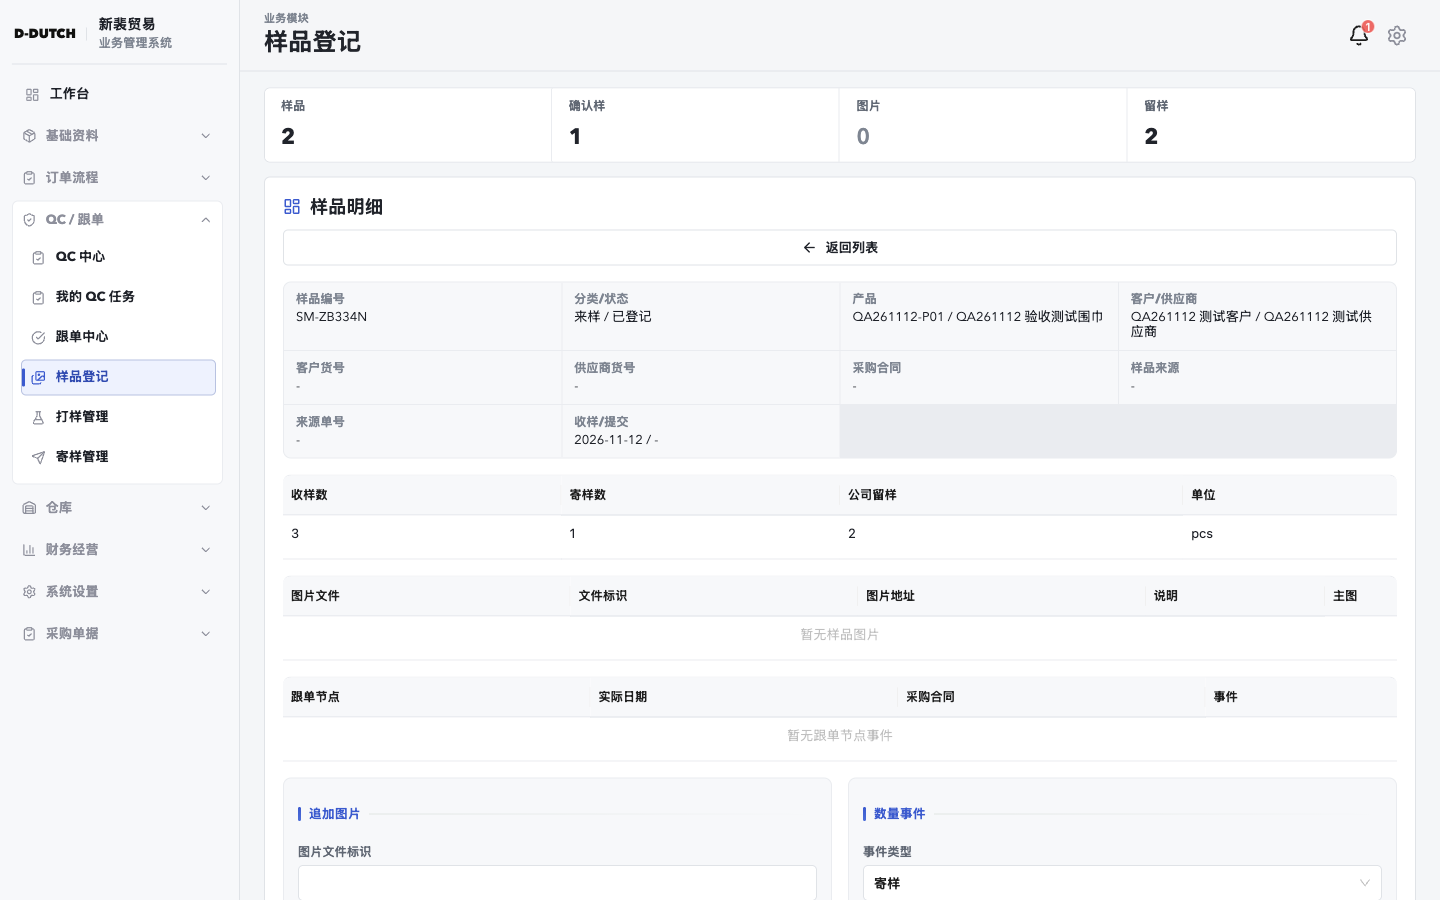 D-DUTCH
新裴贸易
业务管理系统
工作台
基础资料
订单流程
QC / 跟单
QC 中心
我的 QC 任务
跟单中心
样品登记
打样管理
寄样管理
仓库
财务经营
系统设置
采购单据
业务模块
样品登记
1
样品
2
确认样
1
图片
0
留样
2
样品明细
返回列表
样品编号
SM-ZB334N
分类/状态
来样 / 已登记
产品
QA261112-P01 / QA261112 验收测试围巾
客户/供应商
QA261112 测试客户 / QA261112 测试供
应商
客户货号
-
供应商货号
-
采购合同
-
样品来源
-
来源单号
-
收样/提交
2026-11-12 / -
收样数 寄样数 公司留样 单位
3 1 2 pcs
图片文件 文件标识 图片地址 说明 主图
暂无样品图片
跟单节点 实际日期 采购合同 事件
暂无跟单节点事件
追加图片
图片文件标识
数量事件
事件类型
寄样